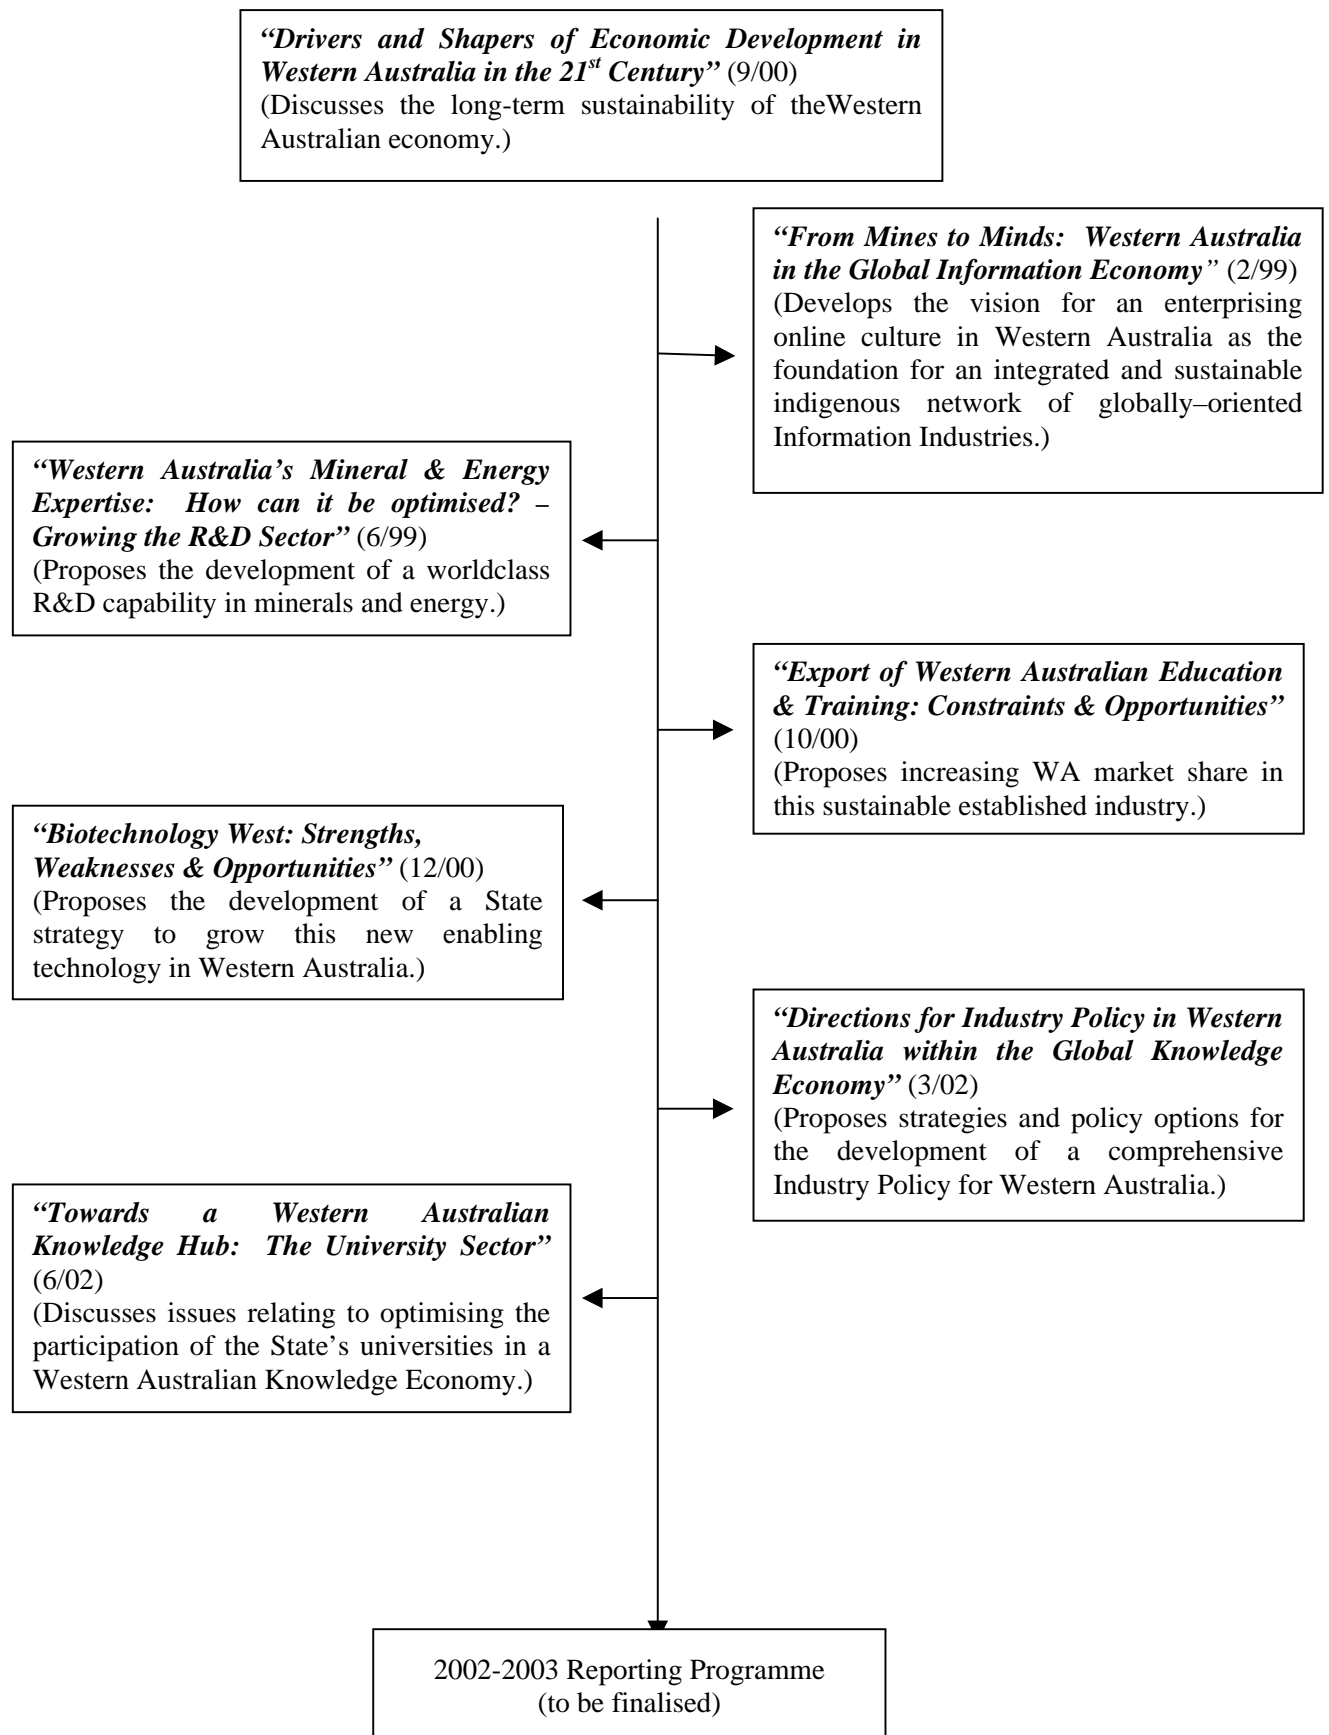 “Drivers and Shapers of Economic Development in
Western Australia in the 21st Century” (9/00)
(Discusses the long-term sustainability of theWestern
Australian economy.)
“From Mines to Minds: Western Australia
in the Global Information Economy” (2/99)
(Develops the vision for an enterprising
online culture in Western Australia as the
foundation for an integrated and sustainable
indigenous network of globally–oriented
Information Industries.)
“Western Australia’s Mineral & Energy
Expertise: How can it be optimised? –
Growing the R&D Sector” (6/99)
(Proposes the development of a worldclass
R&D capability in minerals and energy.)
“Export of Western Australian Education
& Training: Constraints & Opportunities”
(10/00)
(Proposes increasing WA market share in
this sustainable established industry.)
“Biotechnology West: Strengths,
Weaknesses & Opportunities” (12/00)
(Proposes the development of a State
strategy to grow this new enabling
technology in Western Australia.)
“Directions for Industry Policy in Western
Australia within the Global Knowledge
Economy” (3/02)
(Proposes strategies and policy options for
the development of a comprehensive
Industry Policy for Western Australia.)
“Towards a Western Australian
Knowledge Hub: The University Sector”
(6/02)
(Discusses issues relating to optimising the
participation of the State’s universities in a
Western Australian Knowledge Economy.)
2002-2003 Reporting Programme
(to be finalised)